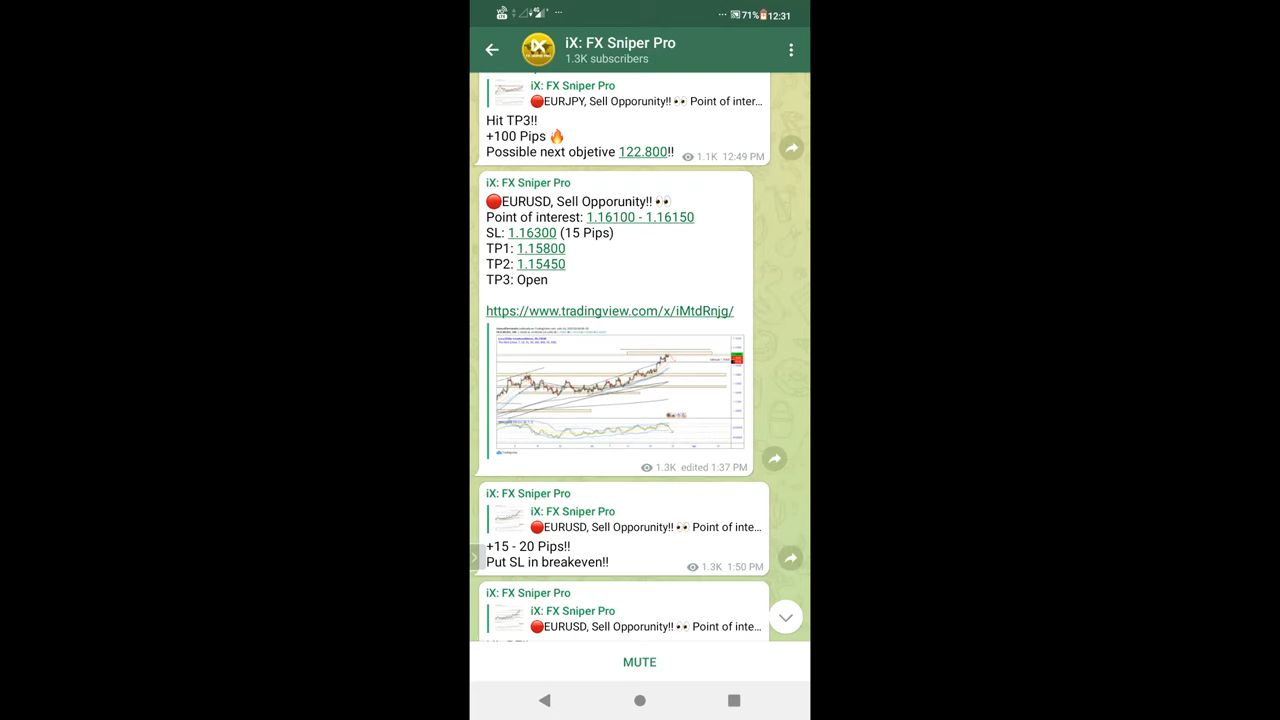 71% 12:31
iX: FX Sniper Pro
1.3K subscribers
iX: FX Sniper Pro
🔴EURJPY, Sell Opporunity!! 👀 Point of inter...
Hit TP3!!
+100 Pips 🔥
Possible next objetive 122.800!!
1.1K 12:49 PM
iX: FX Sniper Pro
🔴EURUSD, Sell Opporunity!! 👀
Point of interest: 1.16100 - 1.16150
SL: 1.16300 (15 Pips)
TP1: 1.15800
TP2: 1.15450
TP3: Open
https://www.tradingview.com/x/iMtdRnjg/
1.3K edited 1:37 PM
iX: FX Sniper Pro
iX: FX Sniper Pro
🔴EURUSD, Sell Opporunity!! 👀 Point of inte...
+15 - 20 Pips!!
Put SL in breakeven!!
1.3K 1:50 PM
iX: FX Sniper Pro
iX: FX Sniper Pro
🔴EURUSD, Sell Opporunity!! 👀 Point of inte...
MUTE